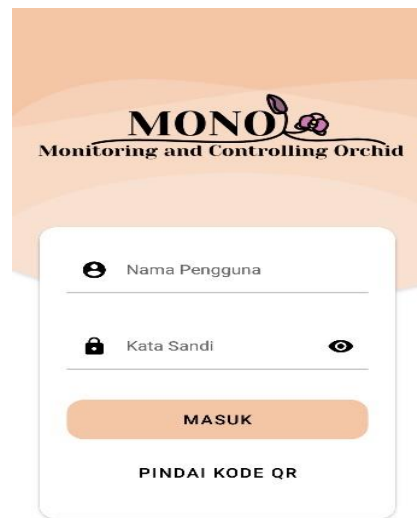 MONO
Monitoring and Controlling Orchid
Nama Pengguna
Kata Sandi
MASUK
PINDAI KODE QR